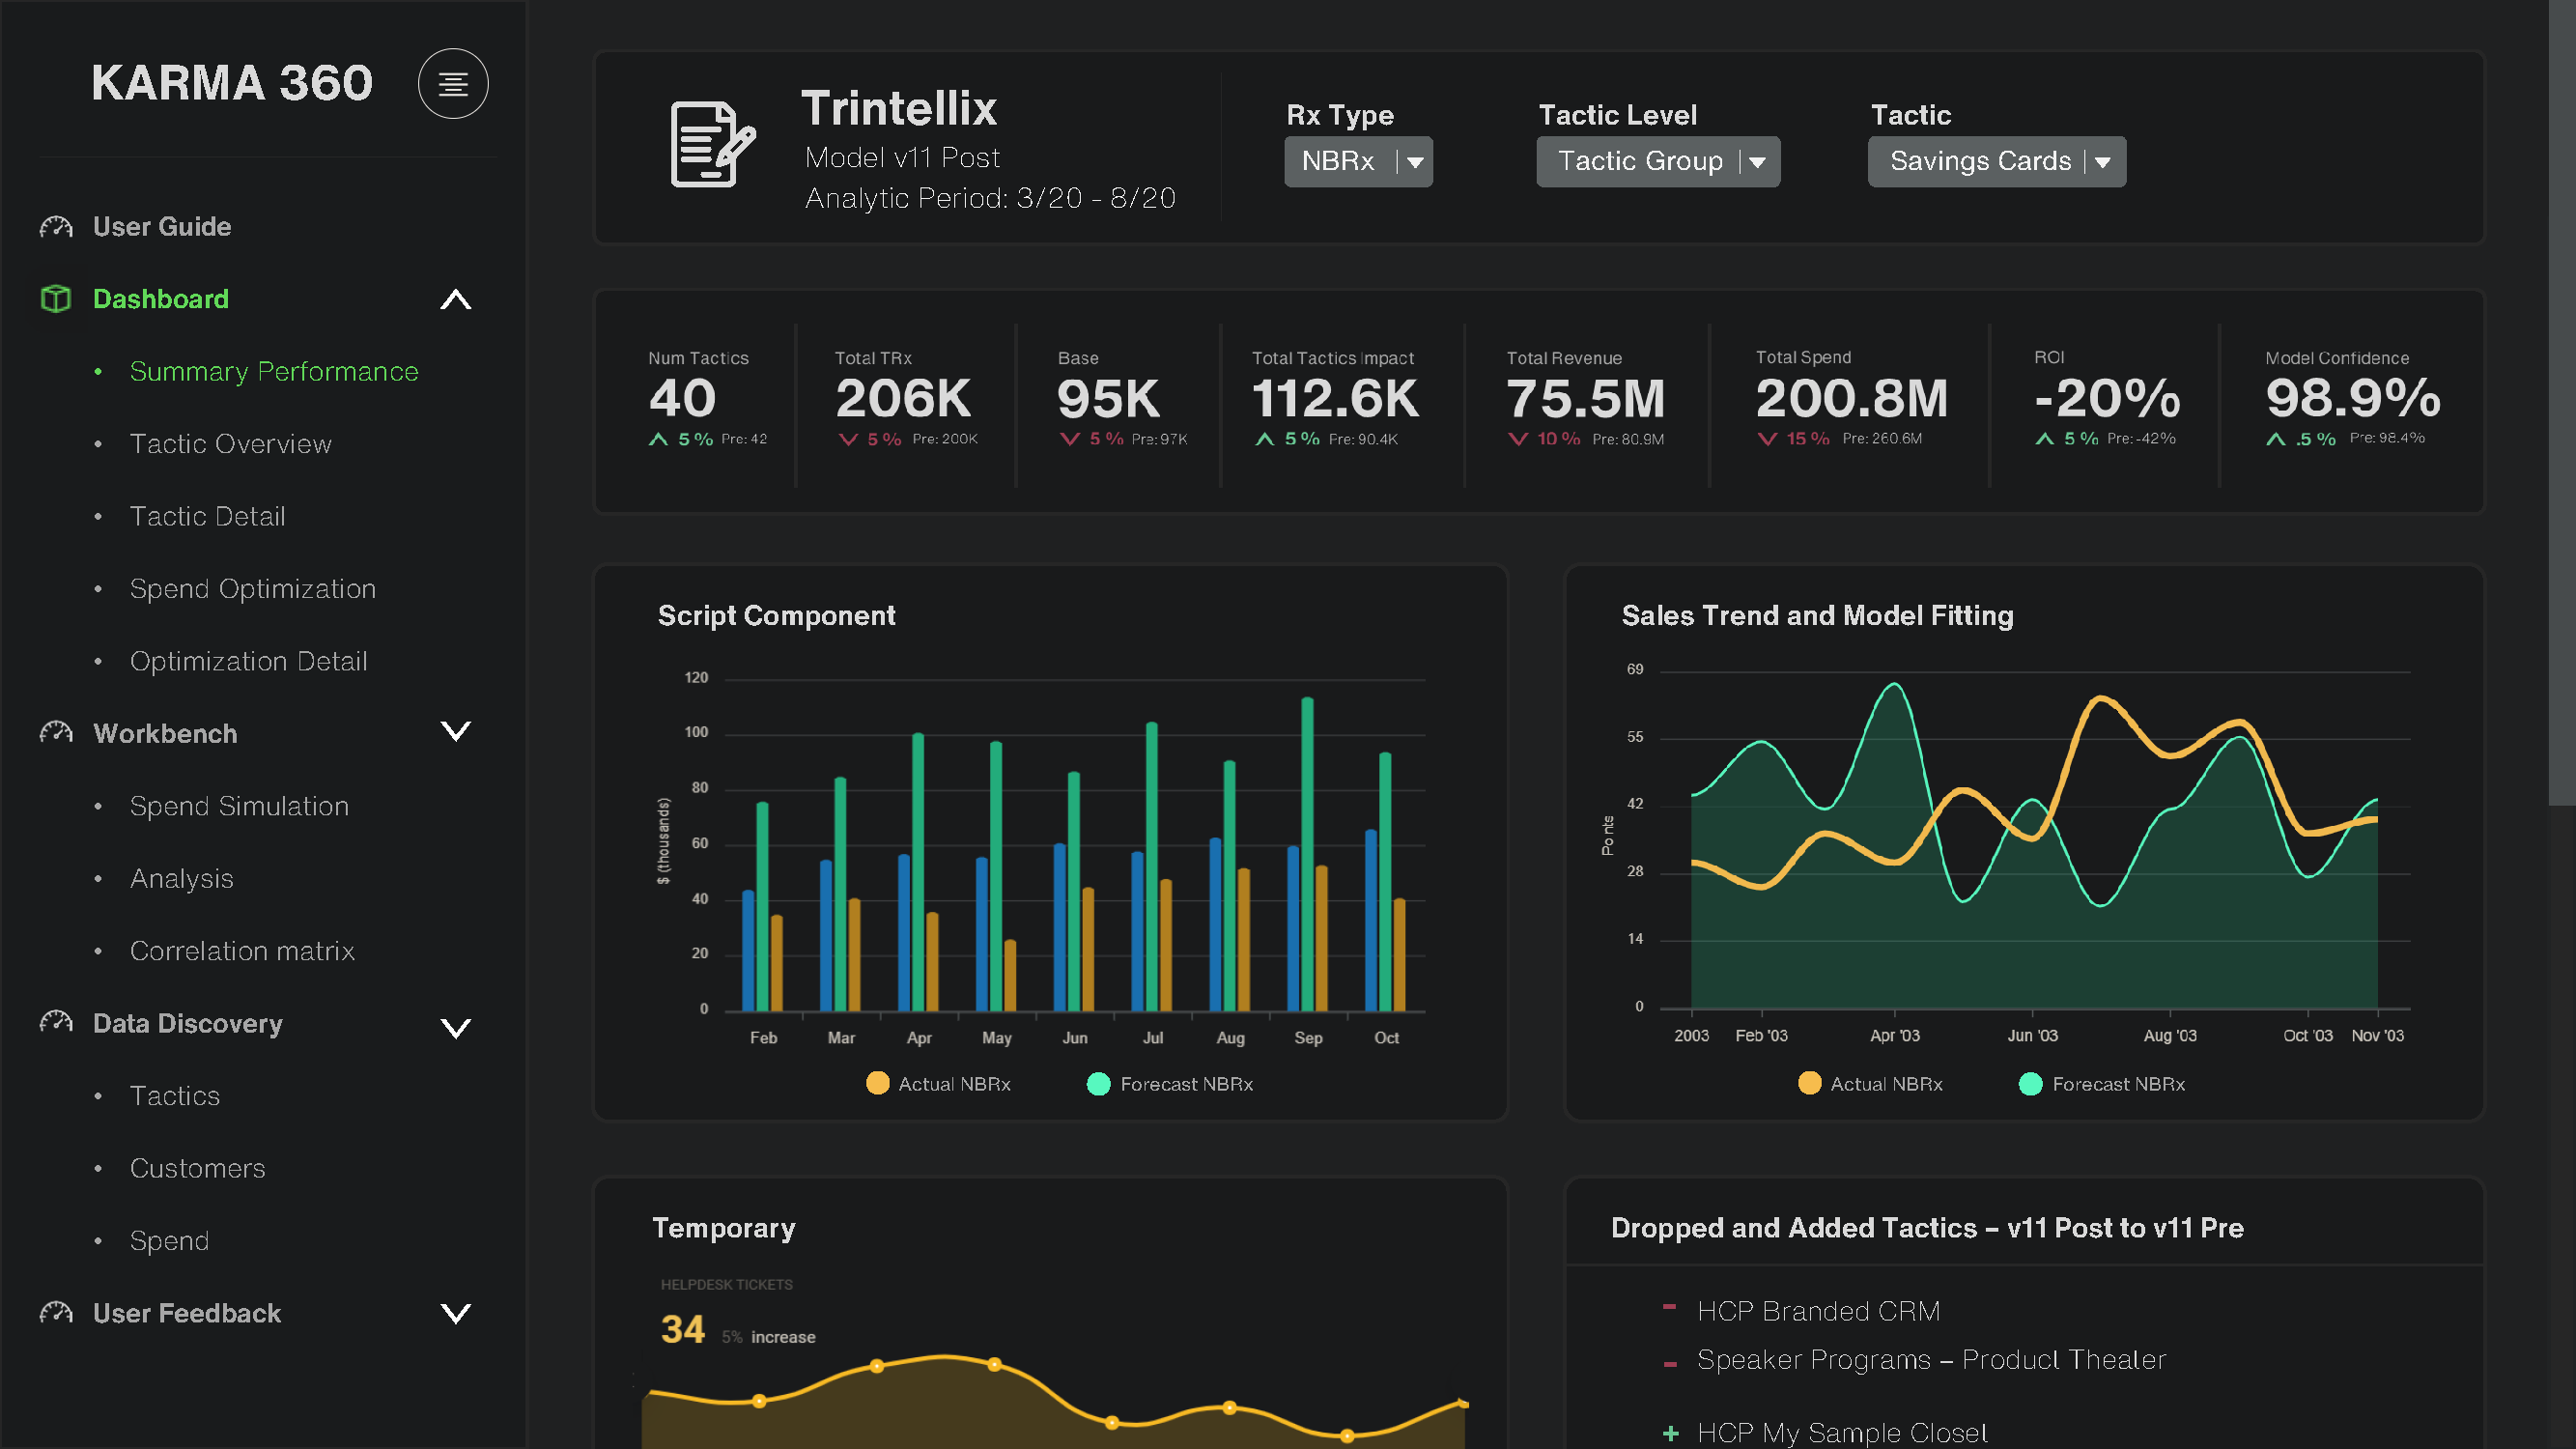 KARMA 360
User Guide
Dashboard
• Summary Performance
• Tactic Overview
• Tactic Detail
• Spend Optimization
• Optimization Detail
Workbench
• Spend Simulation
• Analysis
• Correlation matrix
Data Discovery
• Tactics
• Customers
• Spend
User Feedback
Trintellix
Model v11 Post
Analytic Period: 3/20 - 8/20
Rx Type
NBRx
Tactic Level
Tactic Group
Tactic
Savings Cards
Num Tactics
40
5 % Pre: 42
Total TRx
206K
5 % Pre: 200K
Base
95K
5 % Pre: 97K
Total Tactics Impact
112.6K
5 % Pre: 90.4K
Total Revenue
75.5M
10 % Pre: 80.9M
Total Spend
200.8M
15 % Pre: 260.6M
ROI
-20%
5 % Pre: -42%
Model Confidence
98.9%
.5 % Pre: 98.4%
Script Component
$ (thousands)
120
100
80
60
40
20
0
Feb Mar Apr May Jun Jul Aug Sep Oct
Actual NBRx Forecast NBRx
Sales Trend and Model Fitting
Points
69
55
42
28
14
0
2003 Feb '03 Apr '03 Jun '03 Aug '03 Oct '03 Nov '03
Actual NBRx Forecast NBRx
Temporary
HELPDESK TICKETS
34 5% increase
Dropped and Added Tactics – v11 Post to v11 Pre
- HCP Branded CRM
- Speaker Programs – Product Thealer
+ HCP My Sample Closel